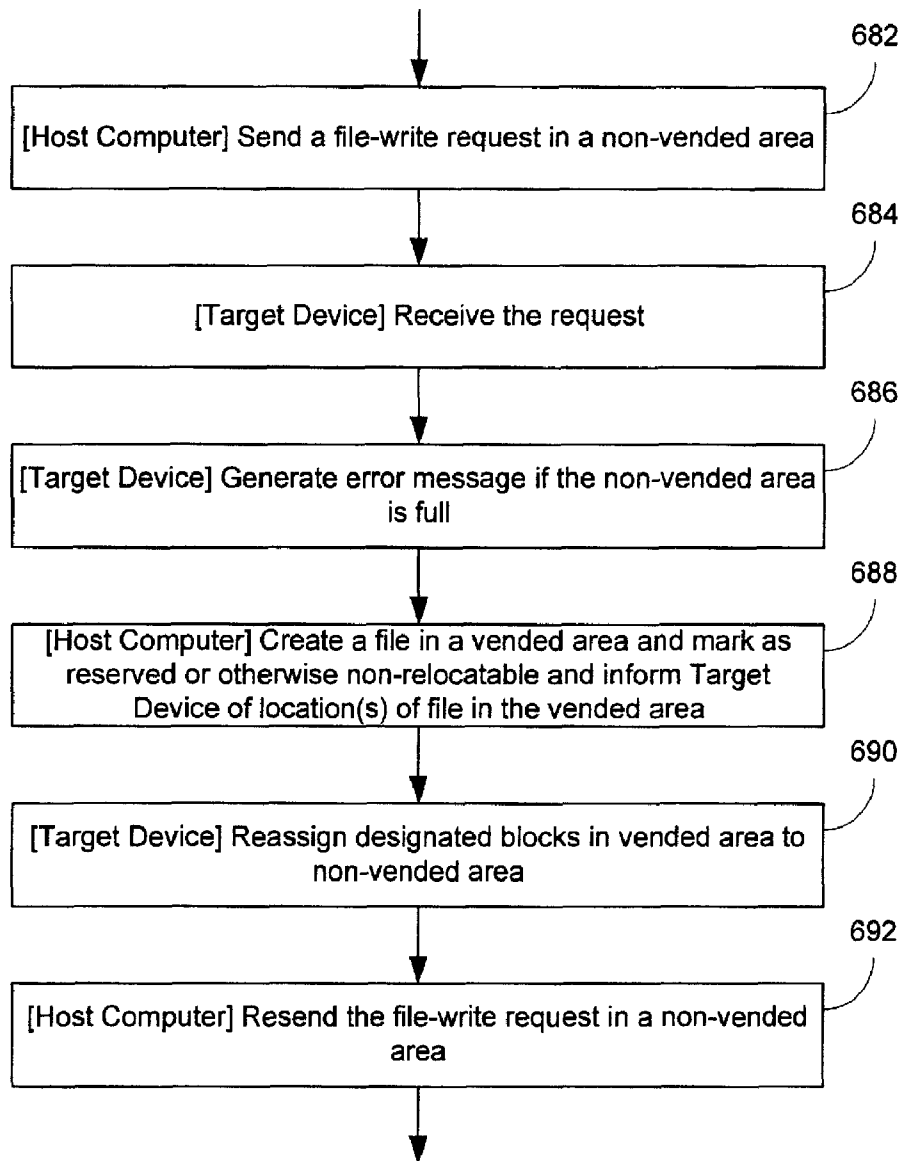 682
[Host Computer] Send a file-write request in a non-vended area
684
[Target Device] Receive the request
686
[Target Device] Generate error message if the non-vended area
is full
688
[Host Computer] Create a file in a vended area and mark as
reserved or otherwise non-relocatable and inform Target
Device of location(s) of file in the vended area
690
[Target Device] Reassign designated blocks in vended area to
non-vended area
692
[Host Computer] Resend the file-write request in a non-vended
area